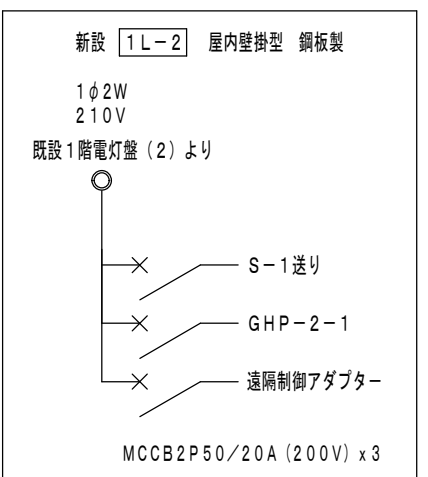 新設 1L-2 屋内壁掛型 鋼板製
1φ2W
210V
既設1階電灯盤(2)より
S-1送り
GHP-2-1
遠隔制御アダプター
MCCB2P50/20A(200V)x3